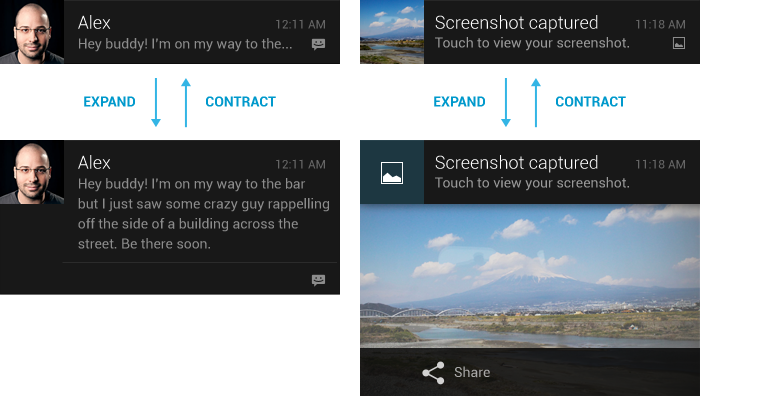 Alex
12:11 AM
Hey buddy! I'm on my way to the...
EXPAND
CONTRACT
Alex
12:11 AM
Hey buddy! I'm on my way to the bar
but I just saw some crazy guy rappelling
off the side of a building across the
street. Be there soon.
Screenshot captured
11:18 AM
Touch to view your screenshot.
EXPAND
CONTRACT
Screenshot captured
11:18 AM
Touch to view your screenshot.
Share